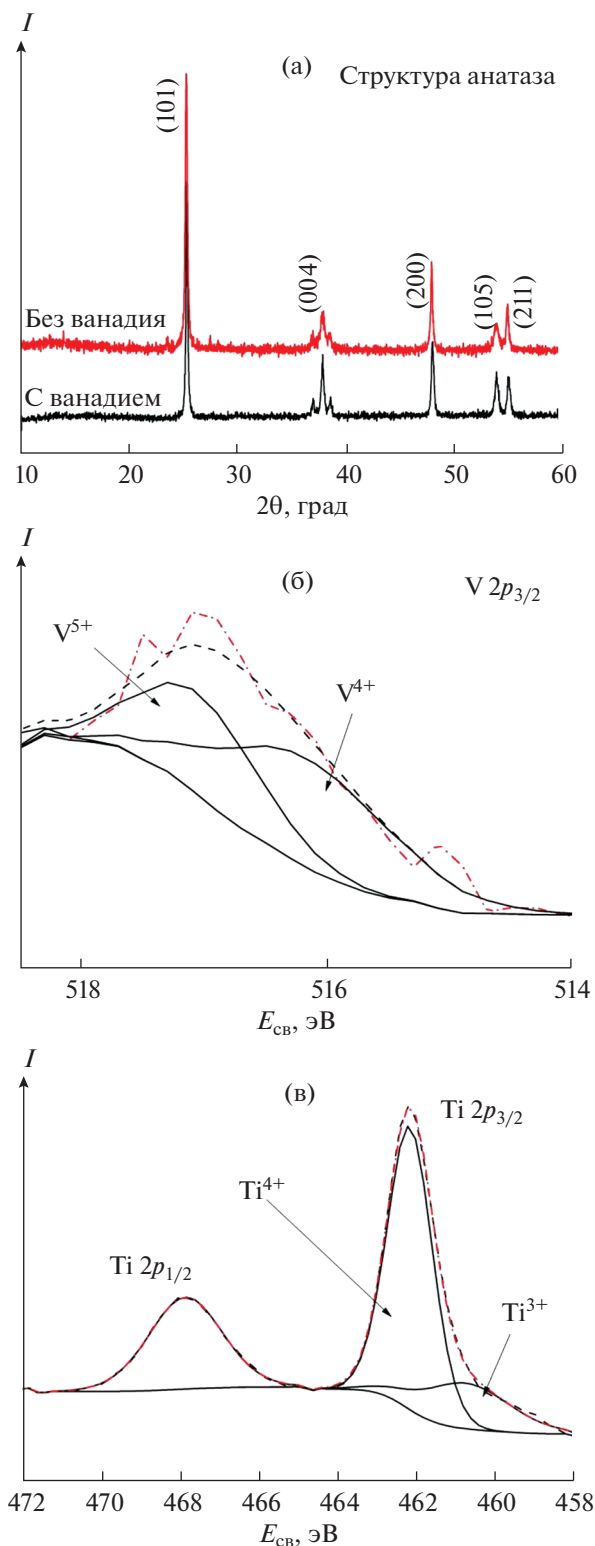 I
(а)
Структура анатаза
(101)
(004)
(200)
(105)
(211)
Без ванадия
С ванадием
10 20 30 40 50 60
2θ, град
I
(б)
V 2p3/2
V5+
V4+
518 516 514
Eсв, эВ
I
(в)
Ti 2p3/2
Ti4+
Ti 2p1/2
Ti3+
472 470 468 466 464 462 460 458
Eсв, эВ